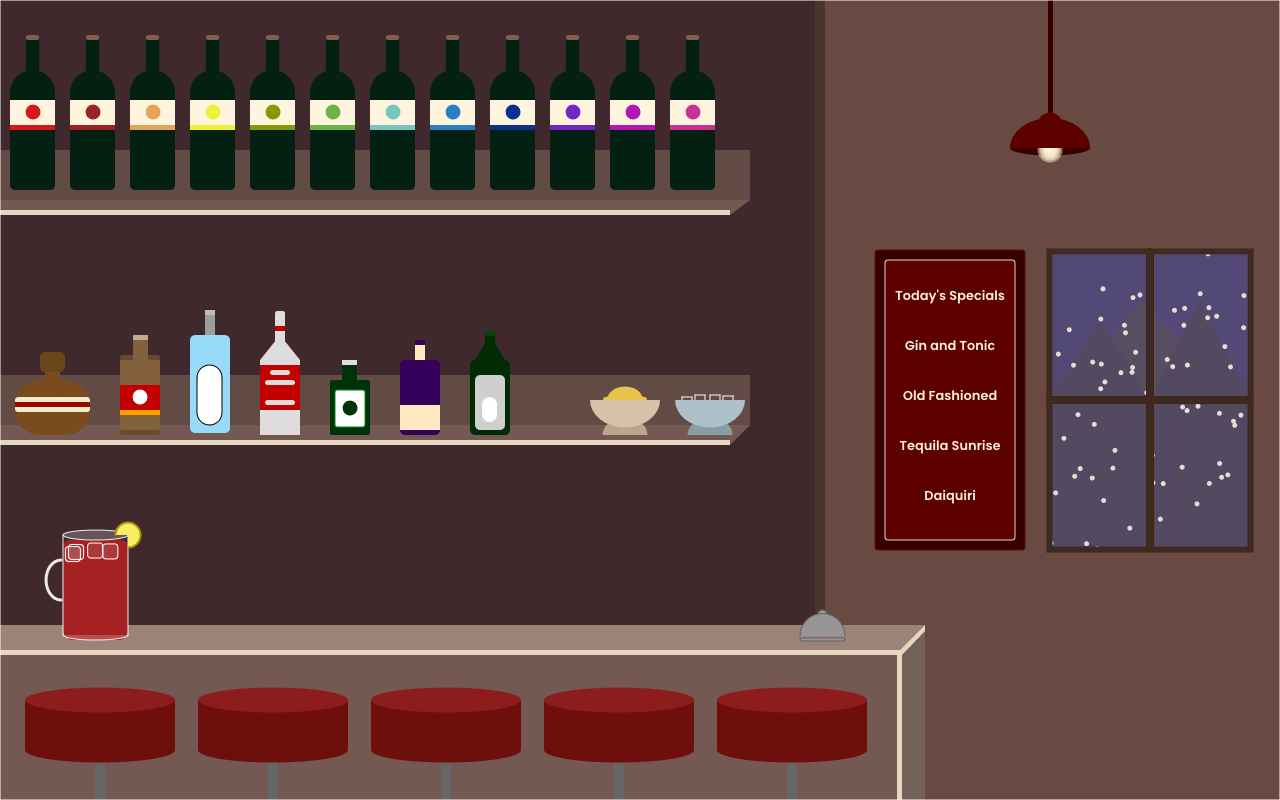 Today's Specials
Gin and Tonic
Old Fashioned
Tequila Sunrise
Daiquiri